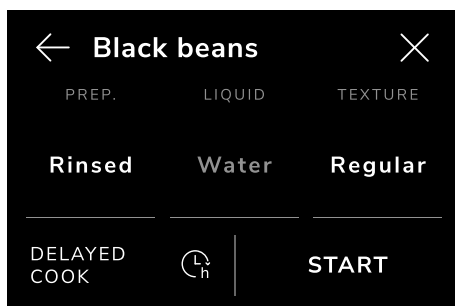 Black beans
PREP. LIQUID TEXTURE
Rinsed Water Regular
DELAYED
COOK
h
START